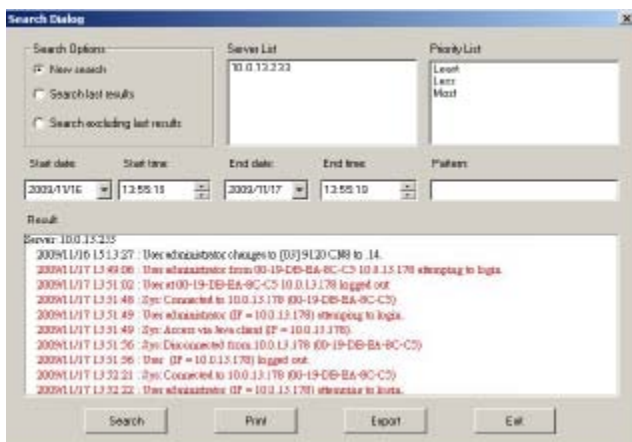 Search Dialog
Search Options
New search
Search last results
Search excluding last results
Server List
10.0.13.233
Priority List
Least
Less
Most
Start date:
Start time:
End date:
End time:
Pattern:
2009/11/16
13:55:19
2009/11/17
13:55:19
Result
Server: 10.0.13.233
2009/11/16 15:13:27 : User administrator changes to [03] 9120 CN8 to .14.
2009/11/17 13:49:06 : User administrator from 00-19-DB-EA-8C-C5 10.0.13.178 attempting to login.
2009/11/17 13:51:02 : User at 00-19-DB-EA-8C-C5 10.0.13.178 logged out
2009/11/17 13:51:48 : Sys: Connected to 10.0.13.178 (00-19-DB-EA-8C-C5)
2009/11/17 13:51:49 : User administrator (IP = 10.0.13.178) attempting to login.
2009/11/17 13:51:49 : Sys: Access via Java client (IP = 10.0.13.178).
2009/11/17 13:51:56 : Sys: Disconnected from 10.0.13.178 (00-19-DB-EA-8C-C5)
2009/11/17 13:51:56 : User (IP = 10.0.13.178) logged out
2009/11/17 13:52:21 : Sys: Connected to 10.0.13.178 (00-19-DB-EA-8C-C5)
2009/11/17 13:52:22 : User administrator (IP = 10.0.13.178) attempting to login.
Search
Print
Export
Exit